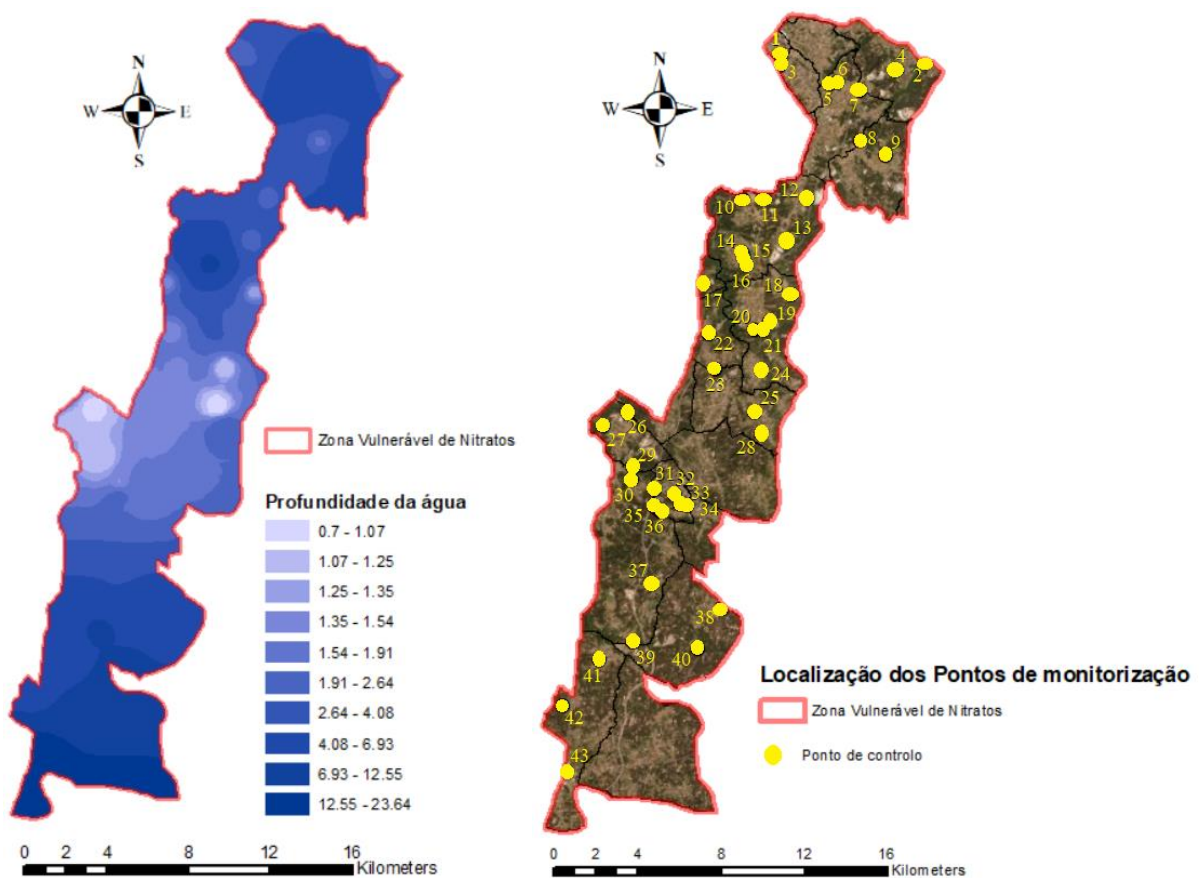 N
W E
S
Zona Vulnerável de Nitratos
Profundidade da água
0.7 - 1.07
1.07 - 1.25
1.25 - 1.35
1.35 - 1.54
1.54 - 1.91
1.91 - 2.64
2.64 - 4.08
4.08 - 6.93
6.93 - 12.55
12.55 - 23.64
0 2 4 8 12 16
Kilometers
N
W E
S
1
3
6
4
2
5
7
8
9
12
10
11
13
14
15
16
17
18
19
20
21
22
23
24
25
26
27
28
29
30
31
32
33
34
35
36
37
38
39
40
41
42
43
Localização dos Pontos de monitorização
Zona Vulnerável de Nitratos
Ponto de controlo
0 2 4 8 12 16
Kilometers